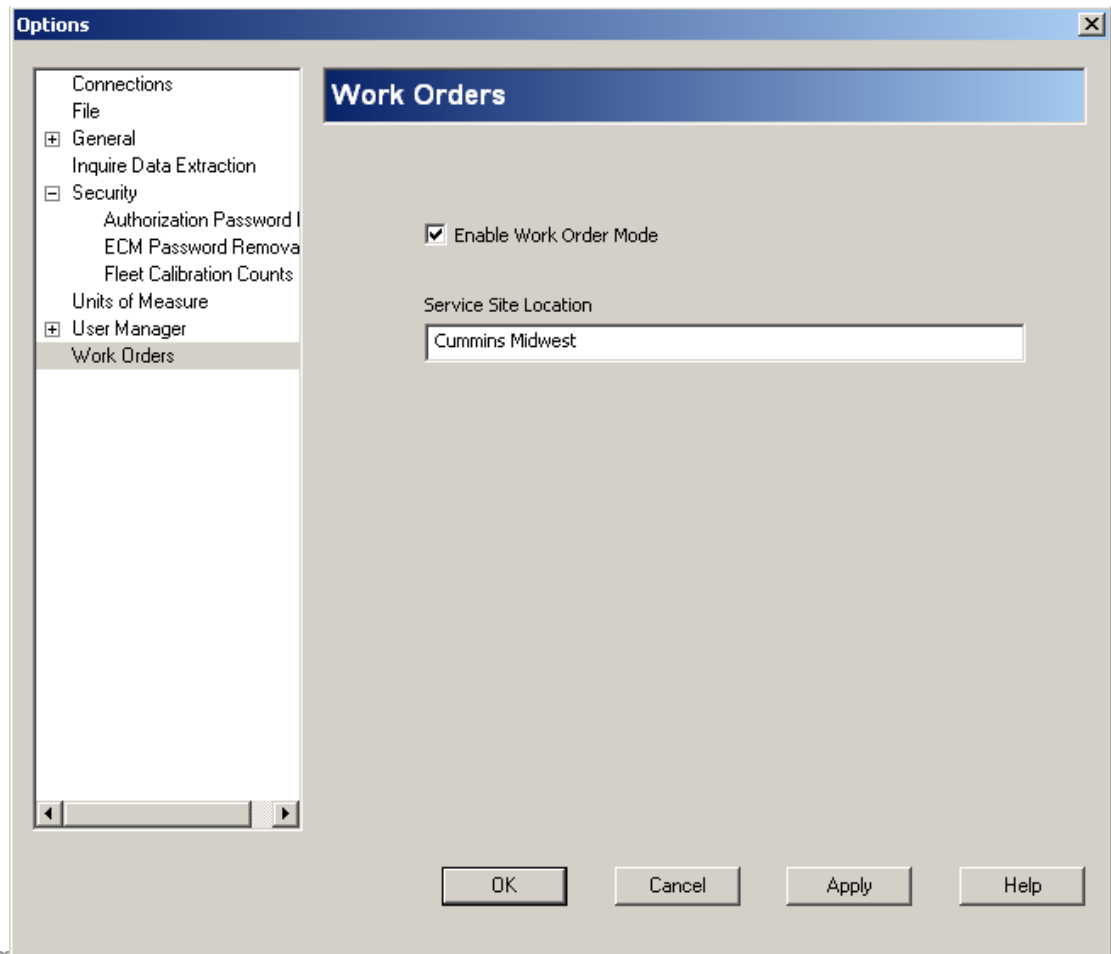 Options
Connections
File
General
Inquire Data Extraction
Security
Authorization Password
ECM Password Remova
Fleet Calibration Counts
Units of Measure
User Manager
Work Orders
Work Orders
Enable Work Order Mode
Service Site Location
Cummins Midwest
OK
Cancel
Apply
Help